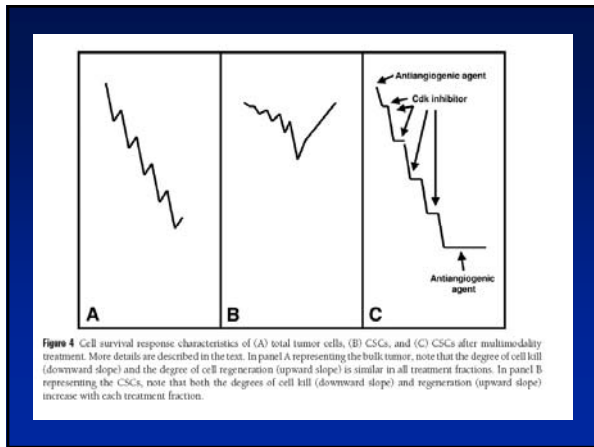 Antiangiogenic agent
Cdk inhibitor
Antiangiogenic
agent
A
B
C
Figure 4 Cell survival response characteristics of (A) total tumor cells, (B) CSCs, and (C) CSCs after multimodality
treatment. More details are described in the text. In panel A representing the bulk tumor, note that the degree of cell kill
(downward slope) and the degree of cell regeneration (upward slope) is similar in all treatment fractions. In panel B
representing the CSCs, note that both the degrees of cell kill (downward slope) and regeneration (upward slope)
increase with each treatment fraction.